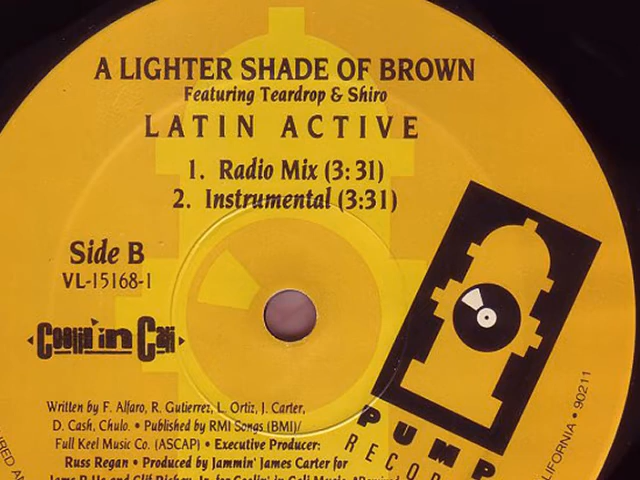 A LIGHTER SHADE OF BROWN
Featuring Teardrop & Shiro
LATIN ACTIVE
1. Radio Mix (3:31)
2. Instrumental (3:31)
Side B
VL-15168-1
Coolin' in Cali
Written by F. Alfaro, R. Gutierrez, L. Ortiz, J. Carter,
D. Cash, Chulo. • Published by RMI Songs (BMI)/
Full Keel Music Co. (ASCAP) • Executive Producer:
Russ Regan • Produced by Jammin' James Carter for
PUMP
RECO
CALIFORNIA • 90211